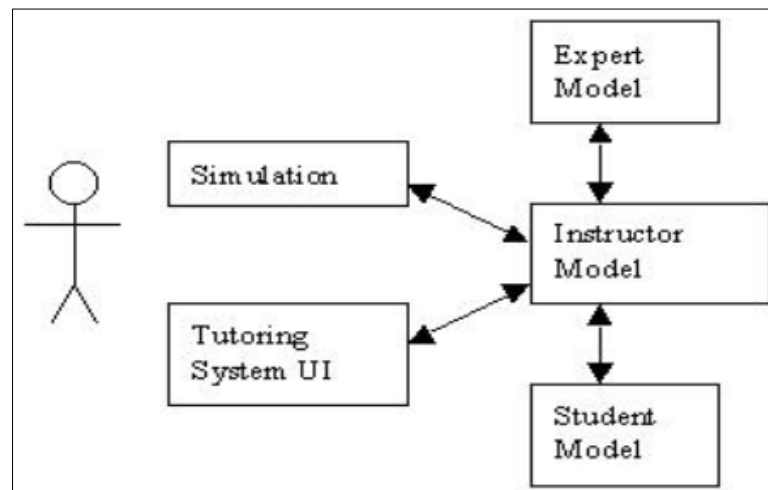 Expert
Model
Simulation
Instructor
Model
Tutoring
System UI
Student
Model